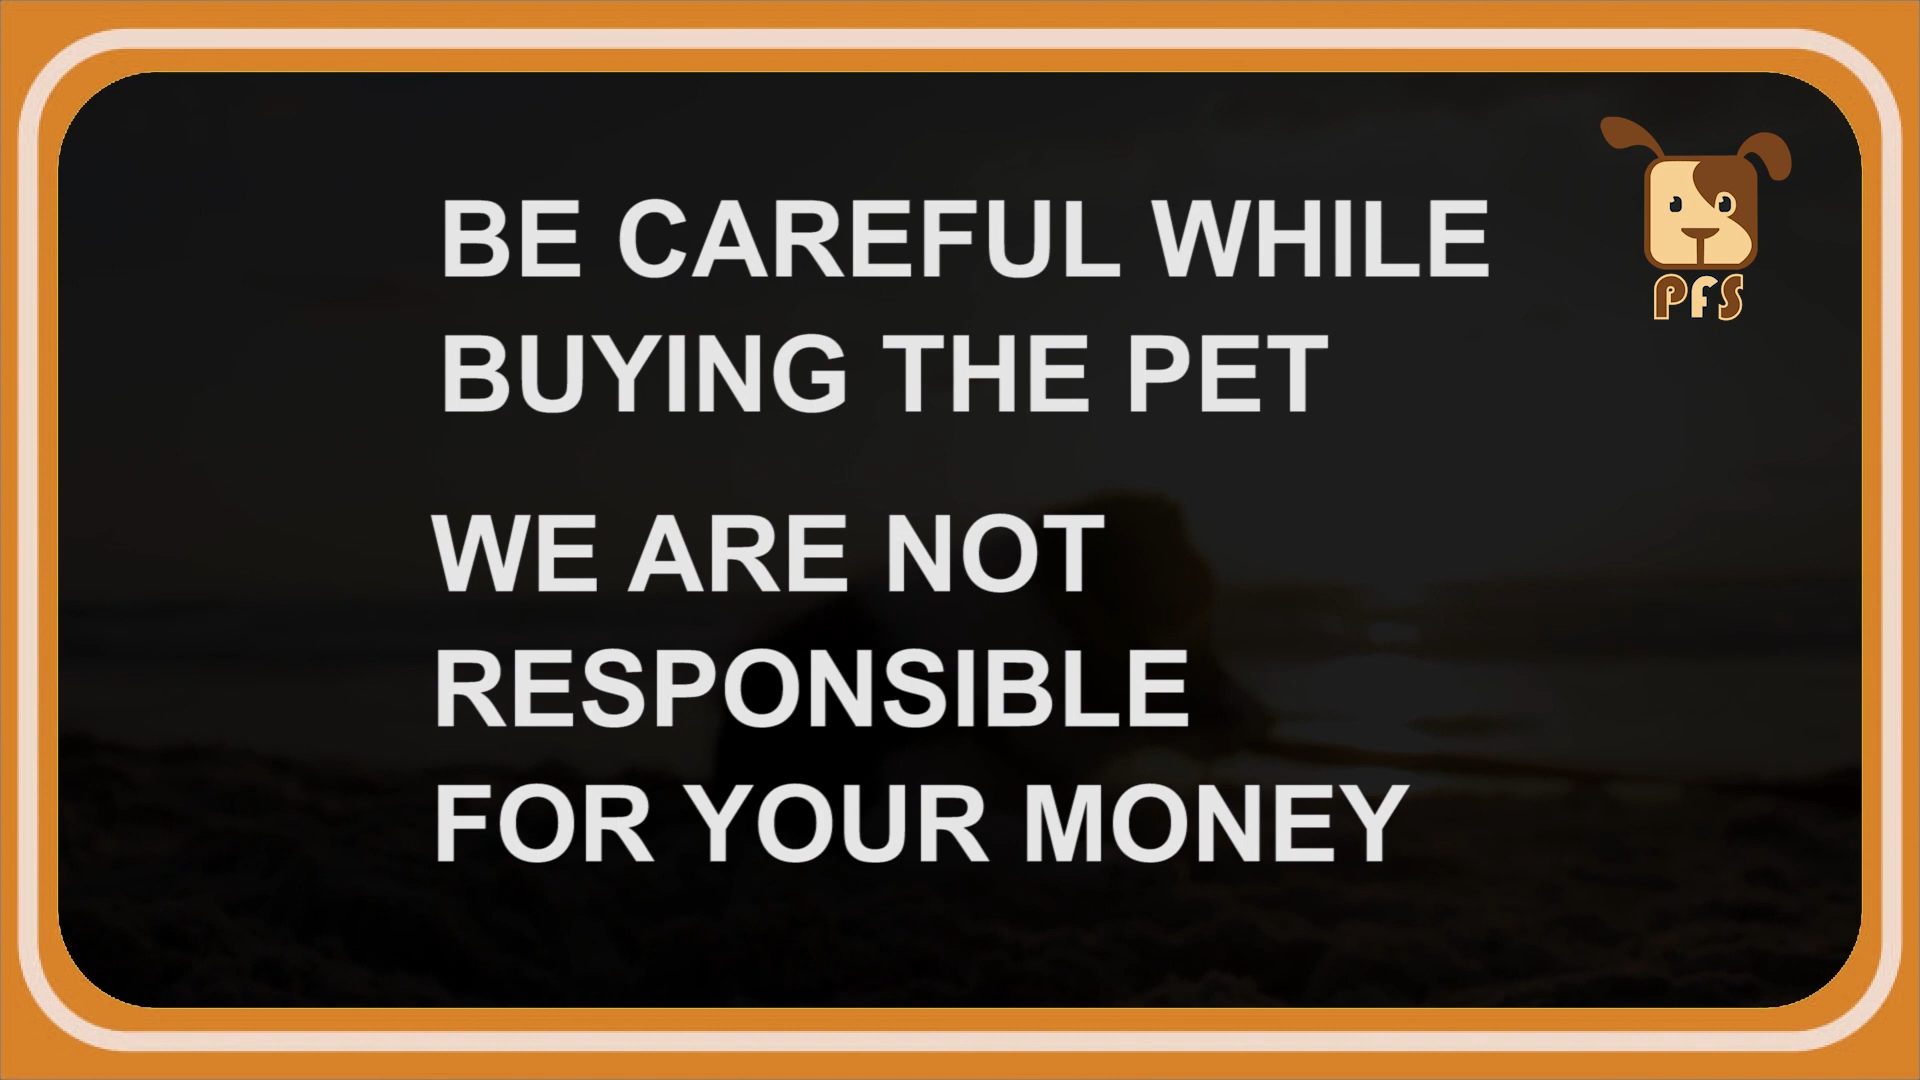 BE CAREFUL WHILE
BUYING THE PET
WE ARE NOT
RESPONSIBLE
FOR YOUR MONEY
PFS